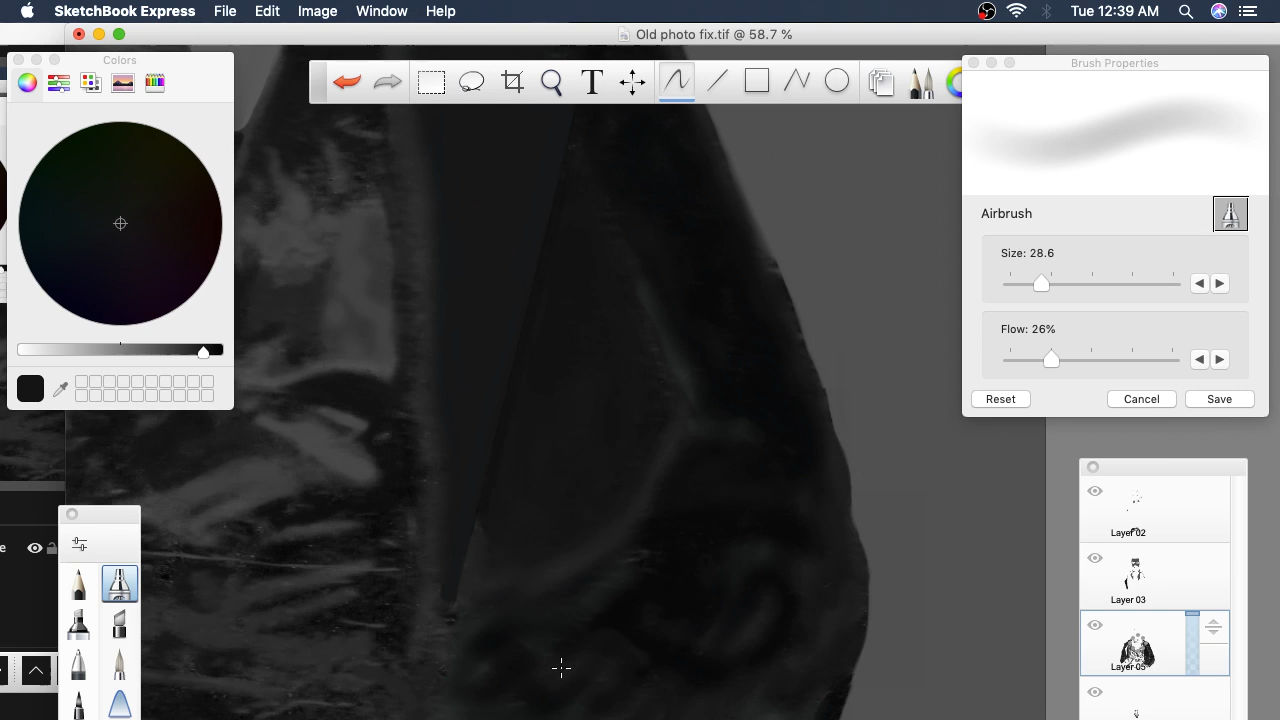 SketchBook Express File Edit Image Window Help Tue 12:39 AM
Old photo fix.tif @ 58.7 %
Colors
T
Brush Properties
Airbrush
Size: 28.6
Flow: 26%
Reset Cancel Save
Layer 02
Layer 03
Layer 05
e